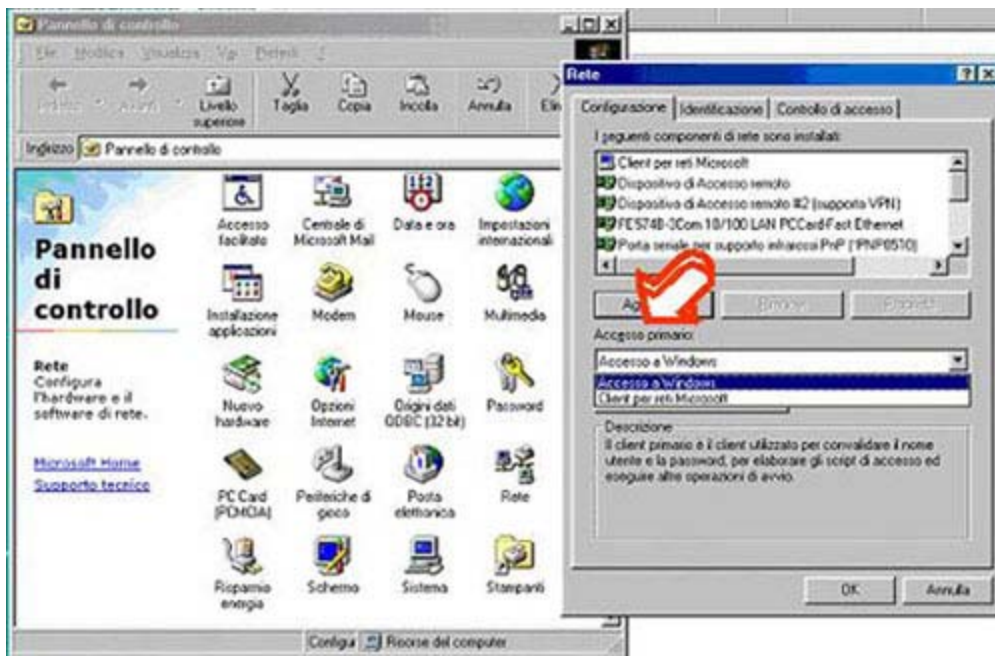 Pannello di controllo
File Modifica Visualizza Vai Preferiti ?
Indietro Avanti Livello superiore Taglia Copia Incolla Annulla Elin
Indirizzo Pannello di controllo
Pannello
di
controllo
Rete
Configura
l'hardware e il
software di rete.
Microsoft Home
Supporto tecnico
Accesso facilitato
Centrale di Microsoft Mail
Data e ora
Impostazioni internazionali
Installazione applicazioni
Modem
Mouse
Multimedia
Nuovo hardware
Opzioni Internet
Origini dati ODBC (32 bit)
Password
PC Card (PCMCIA)
Periferiche di gioco
Posta elettronica
Rete
Risparmio energia
Schermo
Sistema
Stampanti
Configura Risorse del computer
Rete
Configurazione Identificazione Controllo di accesso
I seguenti componenti di rete sono installati:
Client per reti Microsoft
Dispositivo di Accesso remoto
Dispositivo di Accesso remoto #2 (supporto VPN)
FE574B-3Com 10/100 LAN PCCard-Fast Ethernet
Porta seriale per supporto infrarossi PnP (*PNP0510)
Rimuovi Proprietà
Accesso primario:
Accesso a Windows
Accesso a Windows
Client per reti Microsoft
Descrizione
Il client primario è il client utilizzato per convalidare il nome
utente e la password, per elaborare gli script di accesso ed
eseguire altre operazioni di avvio.
OK Annulla